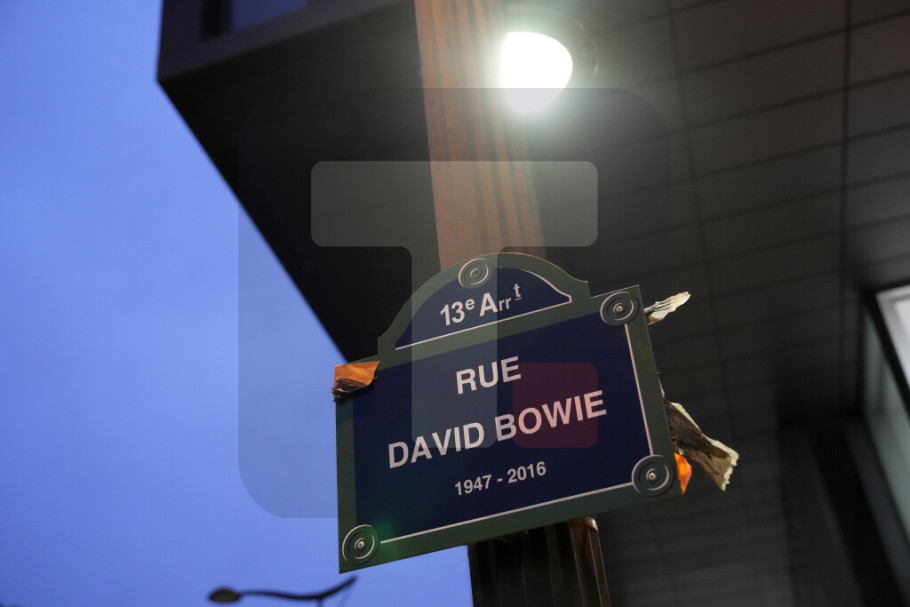 13e Arrt
RUE
DAVID BOWIE
1947 - 2016